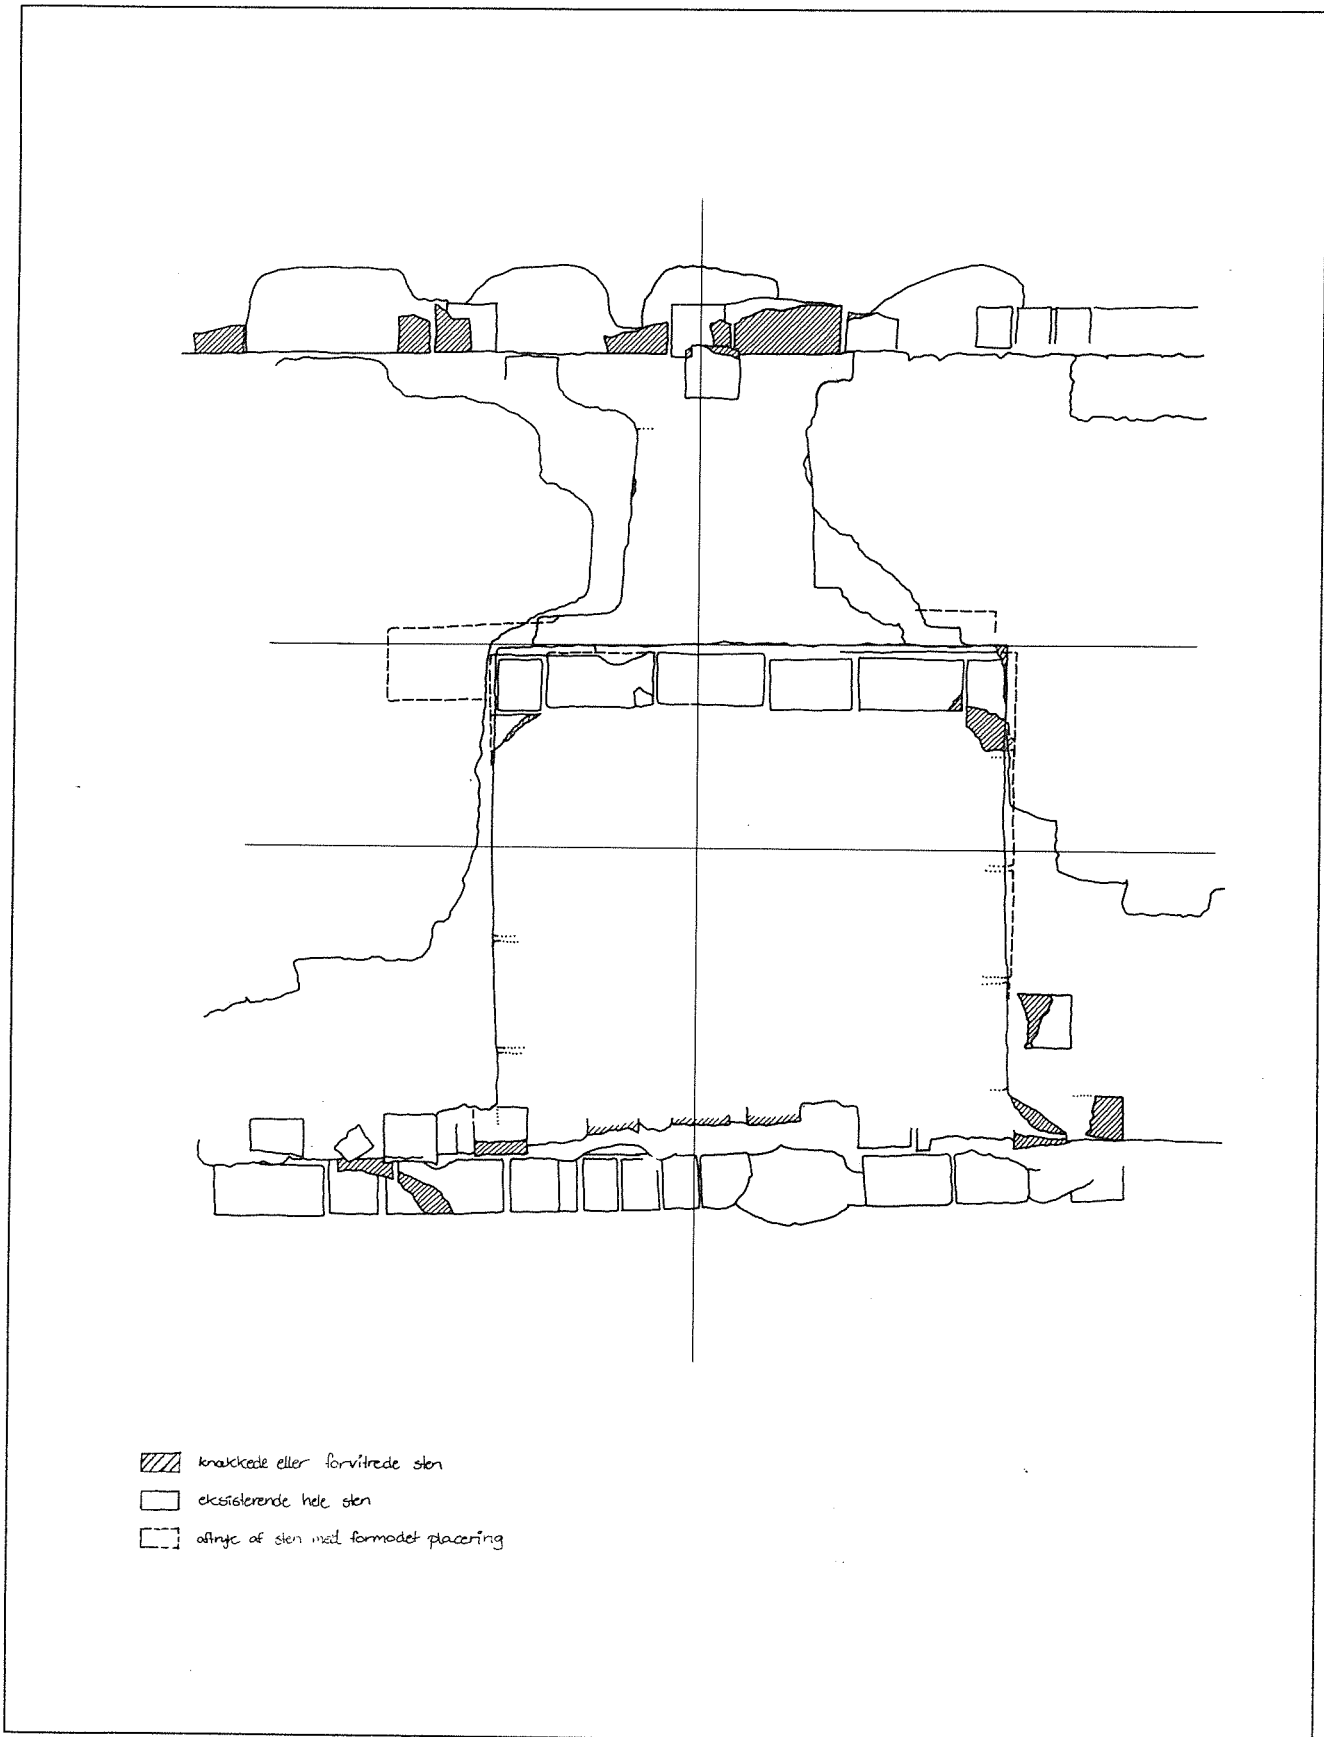 knækkede eller forvitrede sten
eksisterende hele sten
aftryk af sten med formodet placering